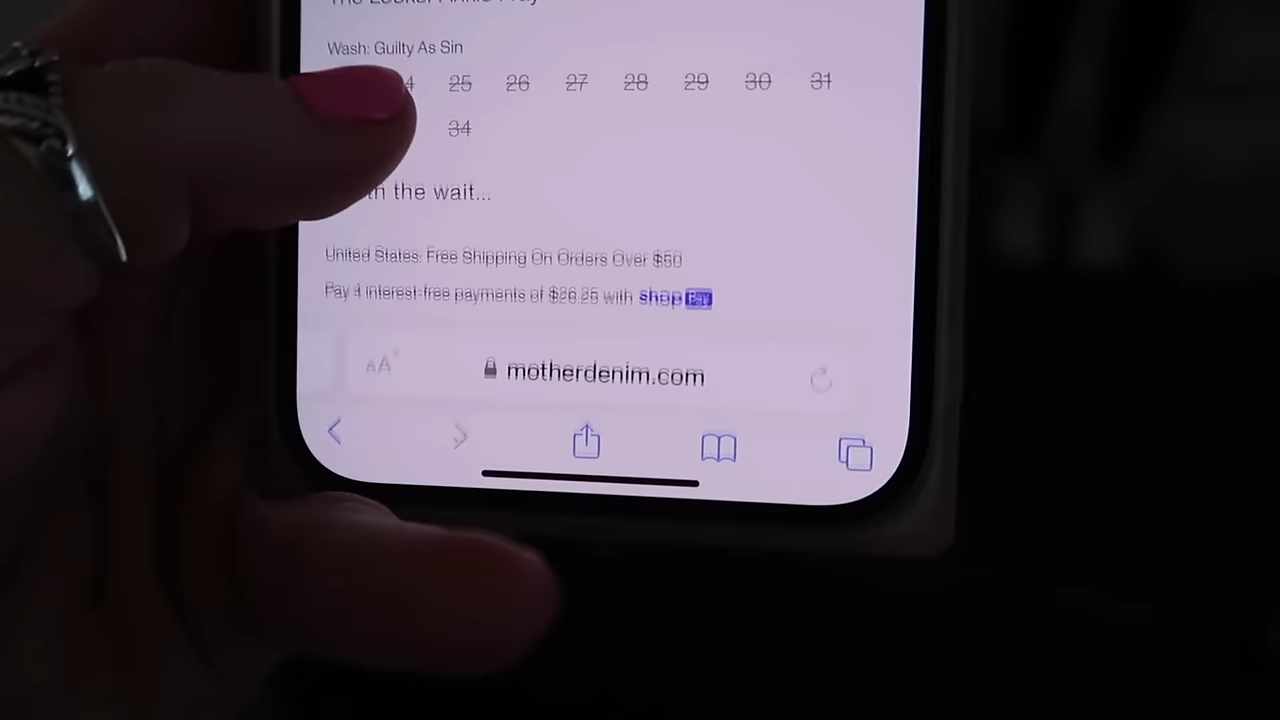 Wash: Guilty As Sin
4 25 26 27 28 29 30 31
34
the wait...
United States: Free Shipping On Orders Over $50
Pay 4 interest-free payments of $26.25 with shop Pay
AA
motherdenim.com